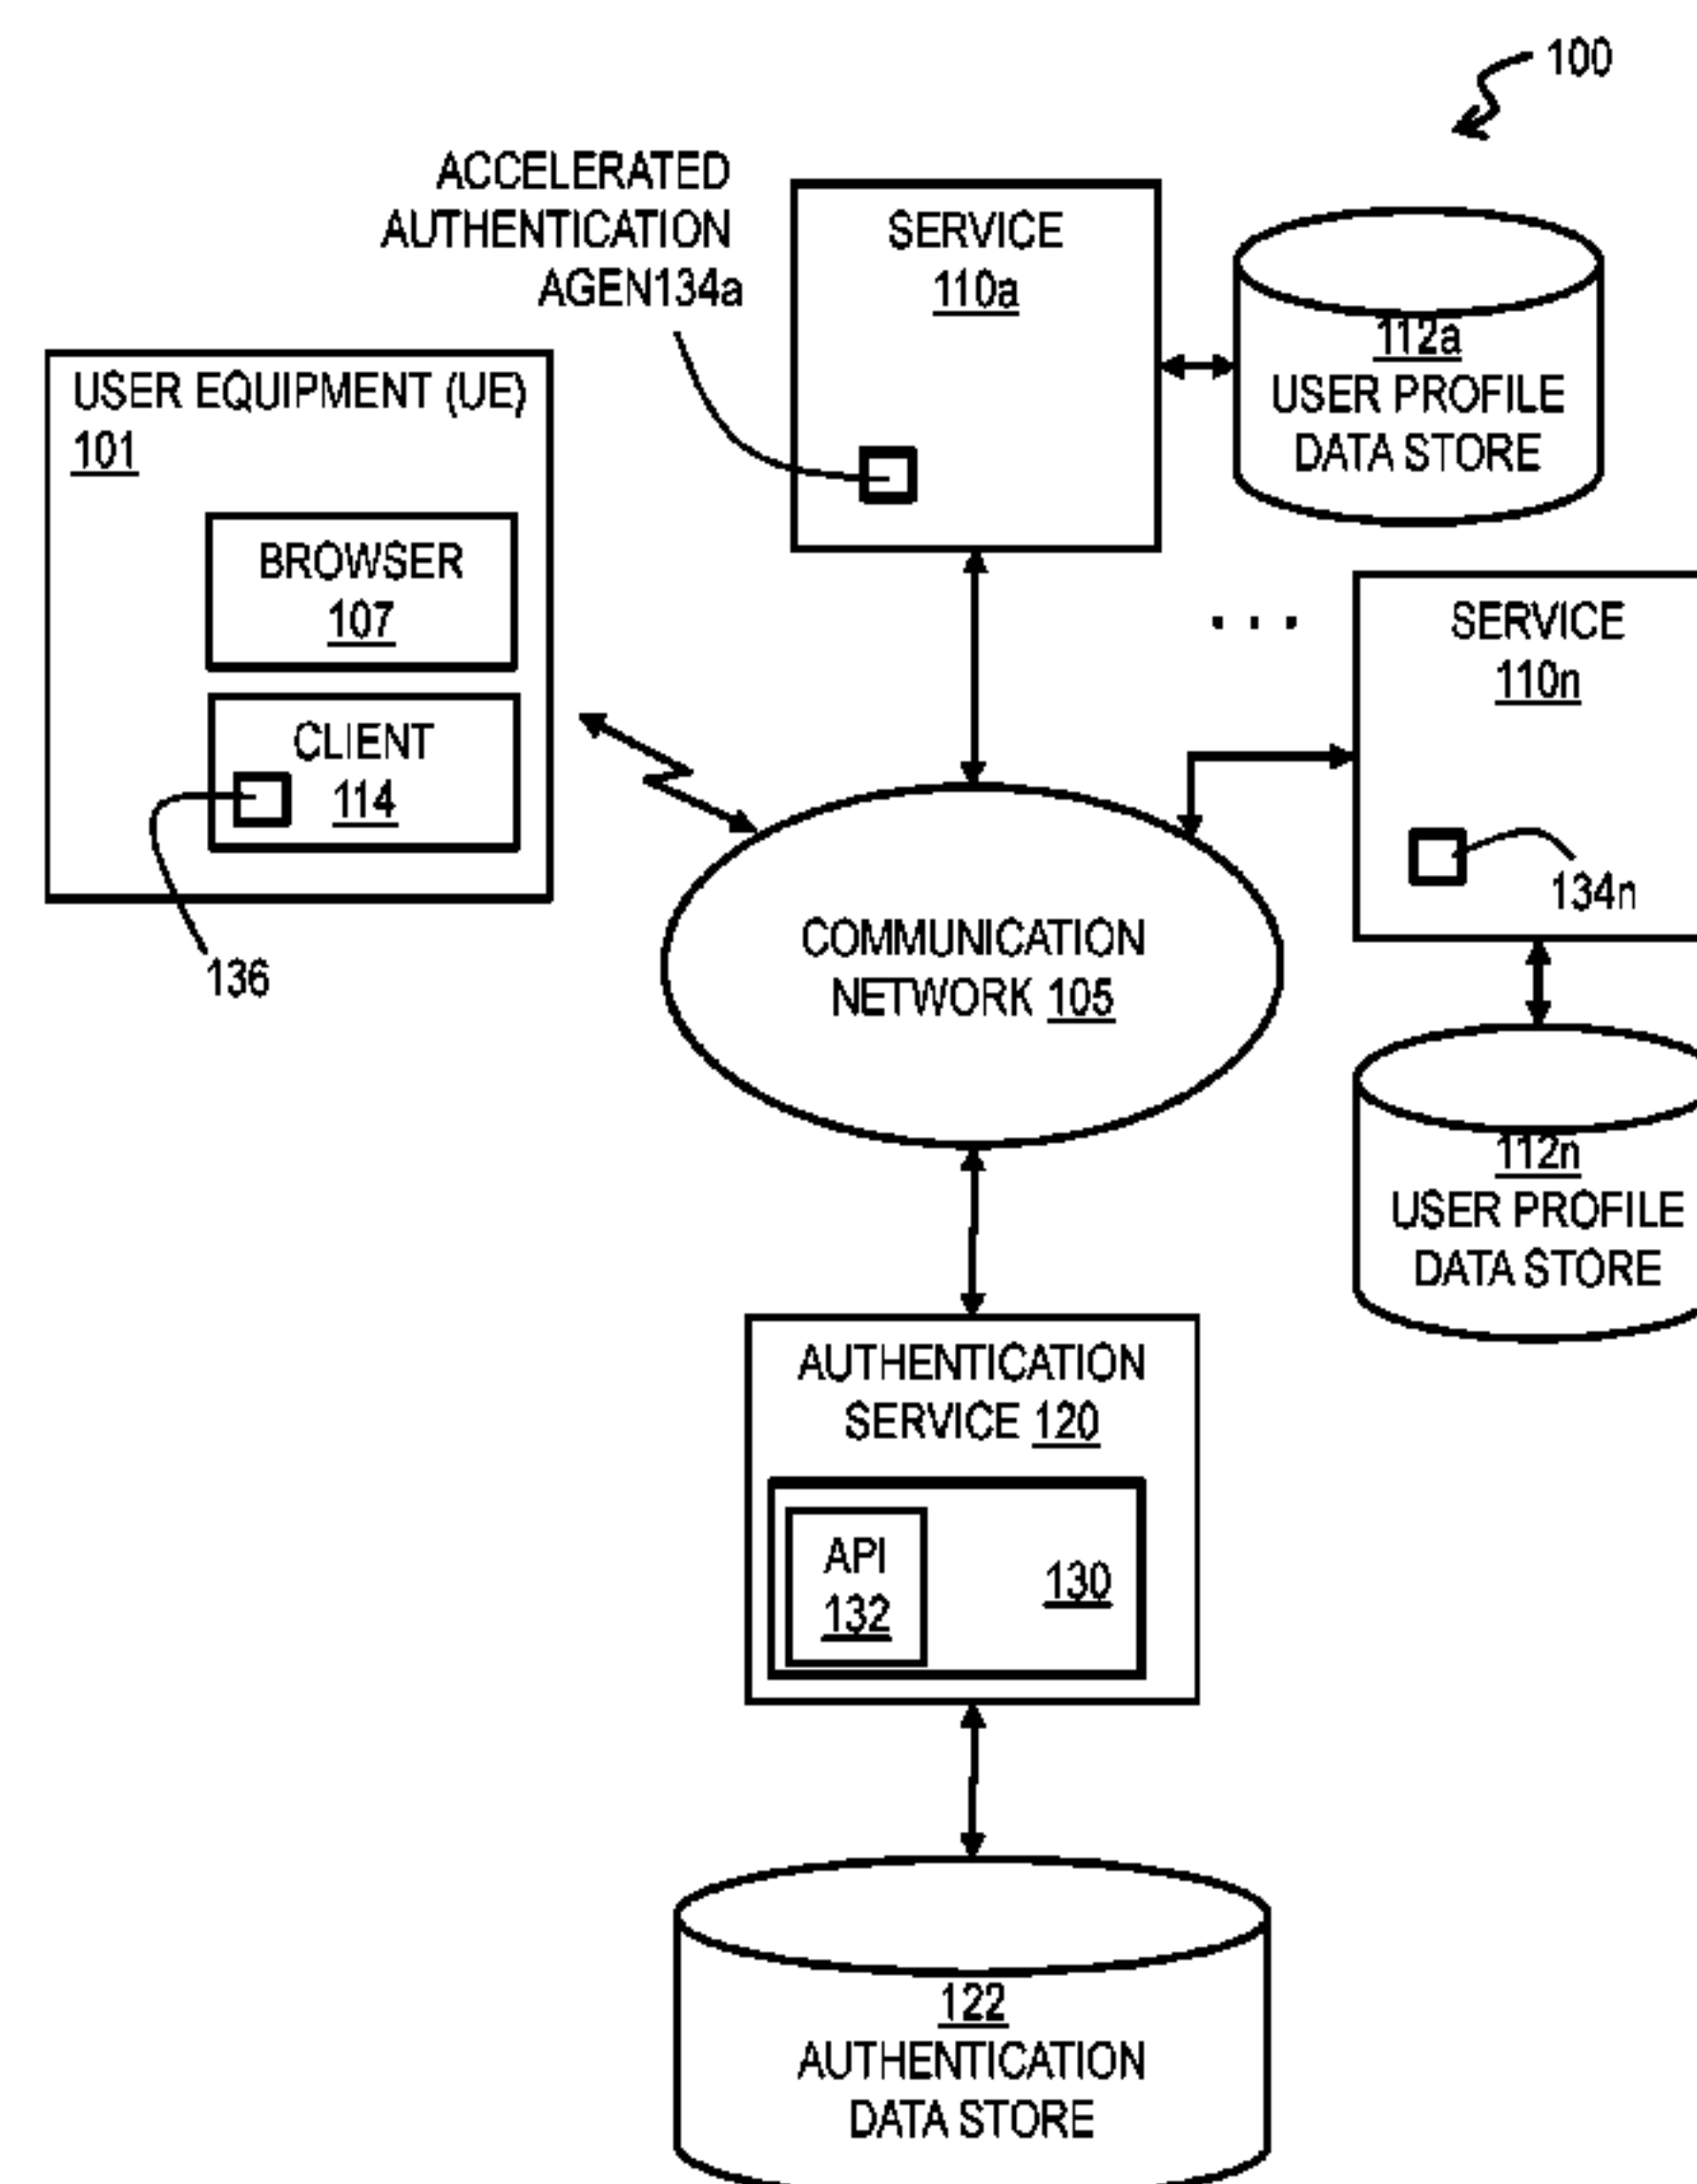 100
ACCELERATED
AUTHENTICATION
AGEN134a
SERVICE
110a
112a
USER PROFILE
DATA STORE
USER EQUIPMENT (UE)
101
BROWSER
107
CLIENT
114
136
SERVICE
110n
134n
. . .
COMMUNICATION
NETWORK 105
112n
USER PROFILE
DATA STORE
AUTHENTICATION
SERVICE 120
API
132
130
122
AUTHENTICATION
DATA STORE